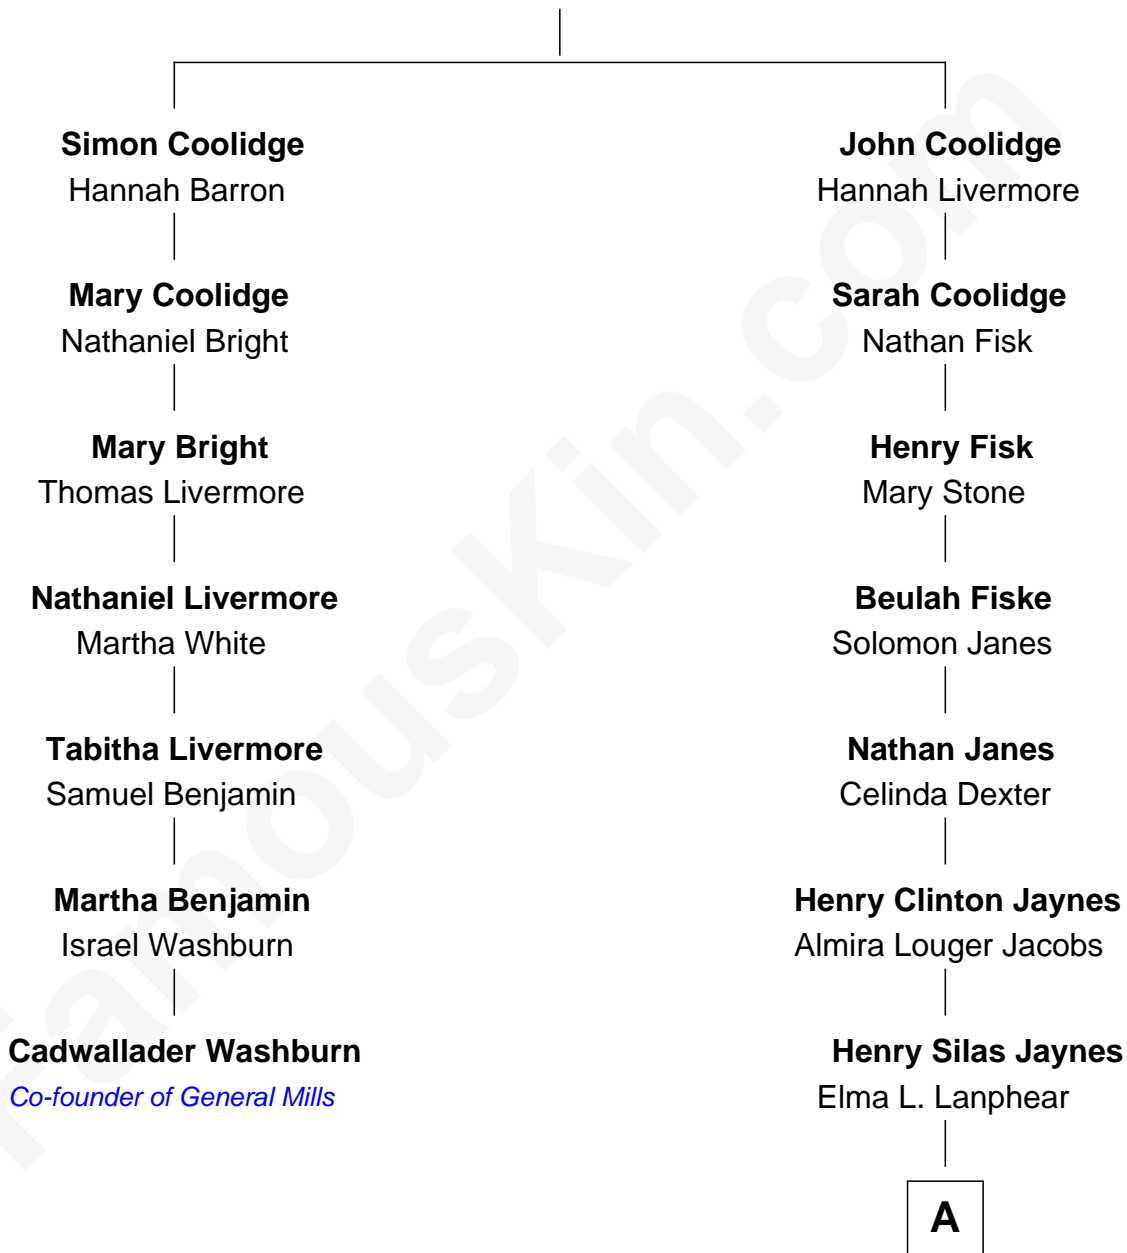 Simon Coolidge
Hannah Barron
Mary Coolidge
Nathaniel Bright
Mary Bright
Thomas Livermore
Nathaniel Livermore
Martha White
Tabitha Livermore
Samuel Benjamin
Martha Benjamin
Israel Washburn
Cadwallader Washburn
Co-founder of General Mills
John Coolidge
Hannah Livermore
Sarah Coolidge
Nathan Fisk
Henry Fisk
Mary Stone
Beulah Fiske
Solomon Janes
Nathan Janes
Celinda Dexter
Henry Clinton Jaynes
Almira Louger Jacobs
Henry Silas Jaynes
Elma L. Lanphear
A
FamousKin.com